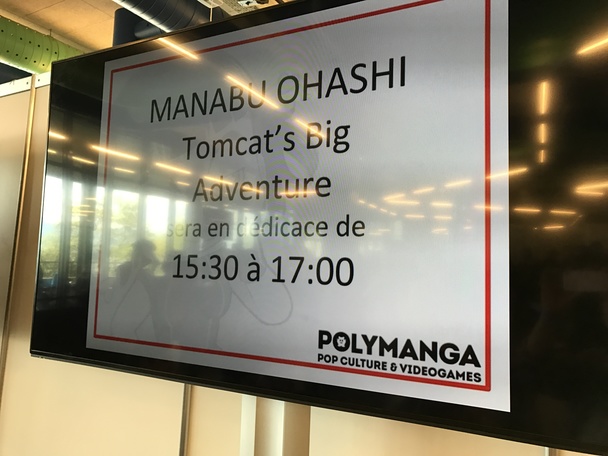 MANABU OHASHI
Tomcat's Big
Adventure
sera en dédicace de
15:30 à 17:00
POLYMANGA
POP CULTURE & VIDEOGAMES